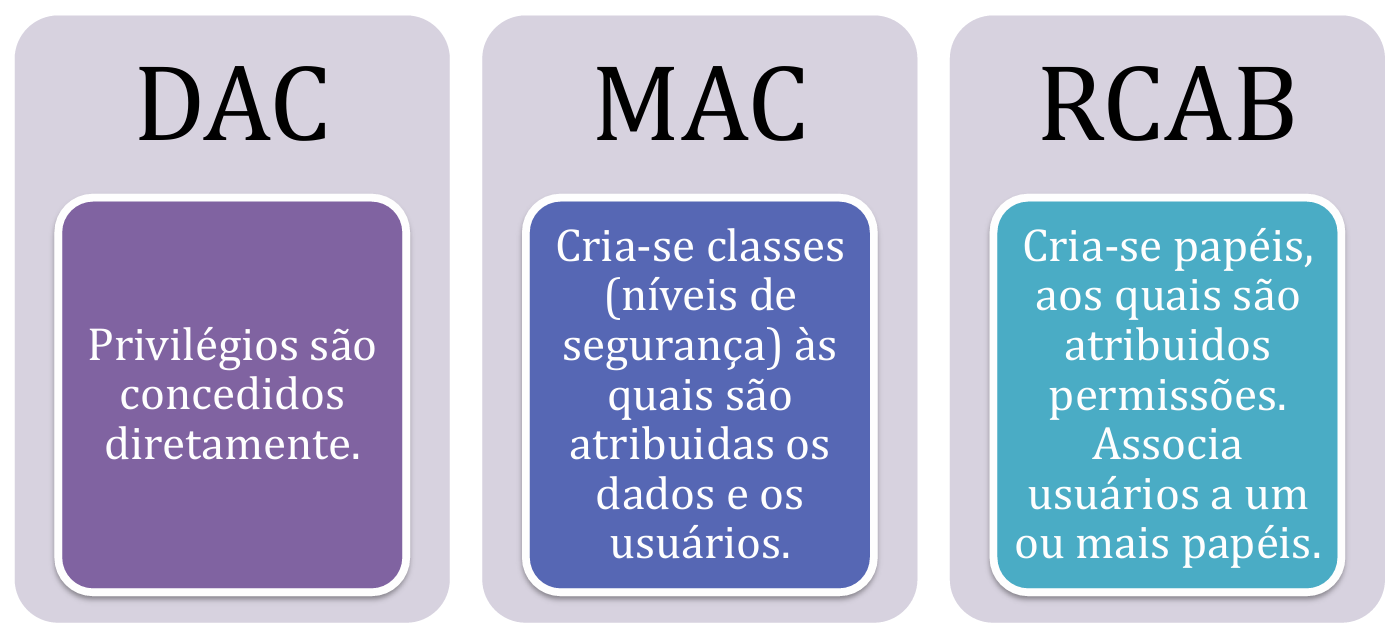 DAC
Privilégios são
concedidos
diretamente.
MAC
Cria-se classes
(níveis de
segurança) às
quais são
atribuidas os
dados e os
usuários.
RCAB
Cria-se papéis,
aos quais são
atribuidos
permissões.
Associa
usuários a um
ou mais papéis.